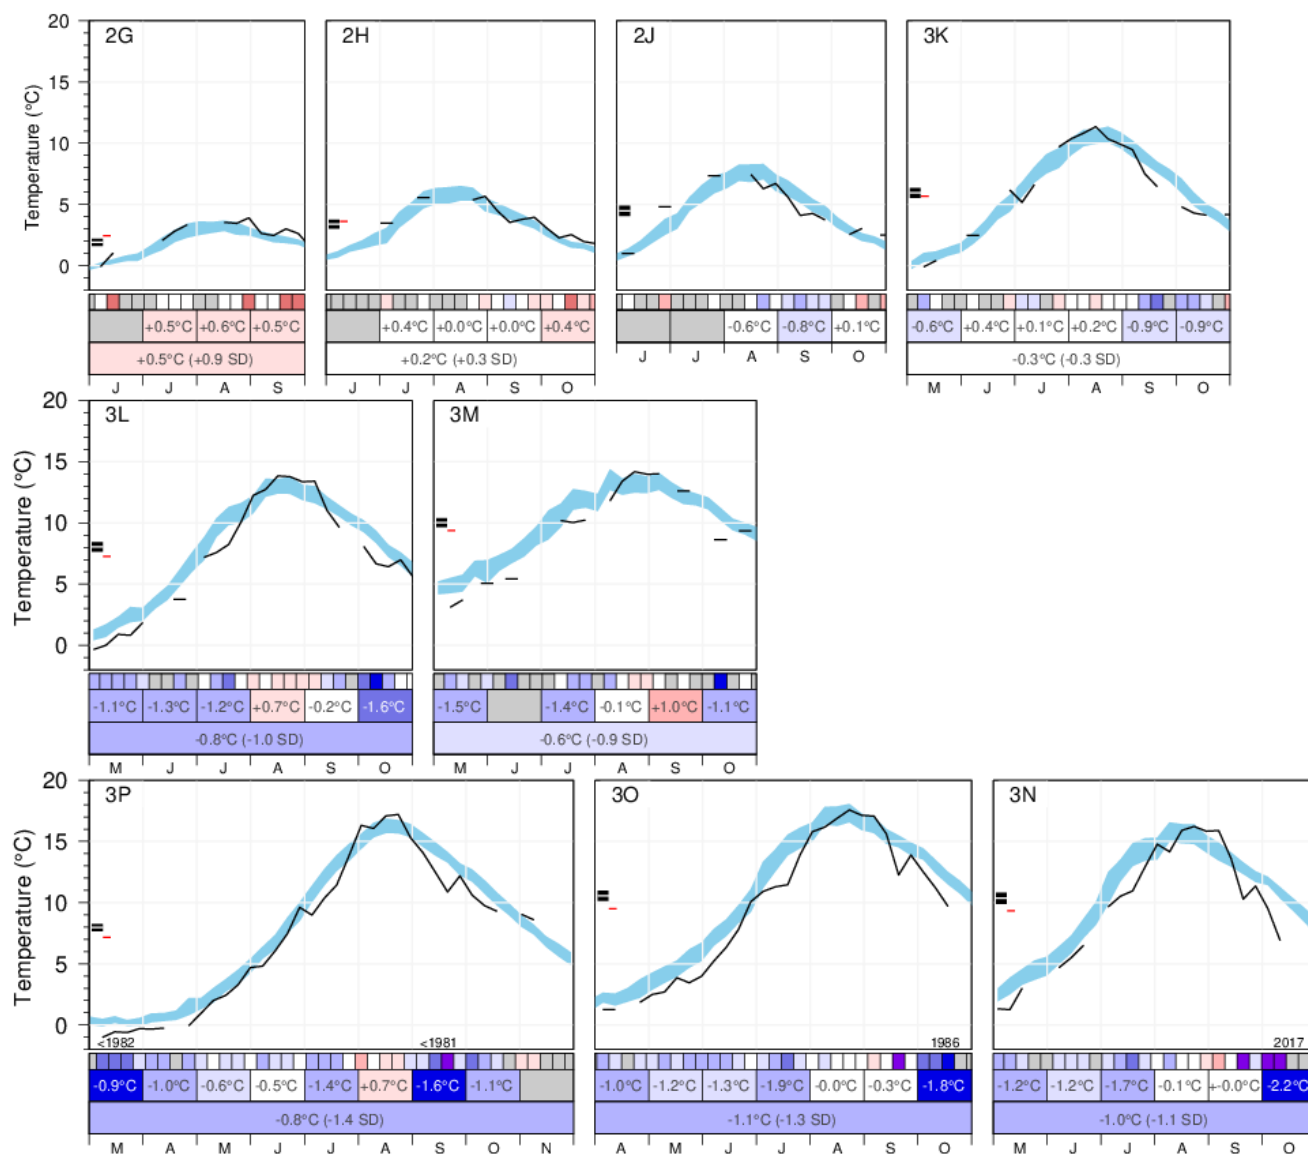 2G 2H 2J 3K
20
15
10
5
0
Temperature (°C)
+0.5°C +0.6°C +0.5°C
+0.5°C (+0.9 SD)
J J A S
+0.4°C +0.0°C +0.0°C +0.4°C
+0.2°C (+0.3 SD)
J J A S O
-0.6°C -0.8°C +0.1°C
J J A S O
-0.6°C +0.4°C +0.1°C +0.2°C -0.9°C -0.9°C
-0.3°C (-0.3 SD)
M J J A S O
3L 3M
20
15
10
5
0
Temperature (°C)
-1.1°C -1.3°C -1.2°C +0.7°C -0.2°C -1.6°C
-0.8°C (-1.0 SD)
M J J A S O
-1.5°C -1.4°C -0.1°C +1.0°C -1.1°C
-0.6°C (-0.9 SD)
M J J A S O
3P 3O 3N
20
15
10
5
0
Temperature (°C)
<1982 <1981 1986 2017
-0.9°C -1.0°C -0.6°C -0.5°C -1.4°C +0.7°C -1.6°C -1.1°C
-0.8°C (-1.4 SD)
M A M J J A S O N
-1.0°C -1.2°C -1.3°C -1.9°C -0.0°C -0.3°C -1.8°C
-1.1°C (-1.3 SD)
A M J J A S O
-1.2°C -1.2°C -1.7°C -0.1°C +0.0°C -2.2°C
-1.0°C (-1.1 SD)
M J J A S O